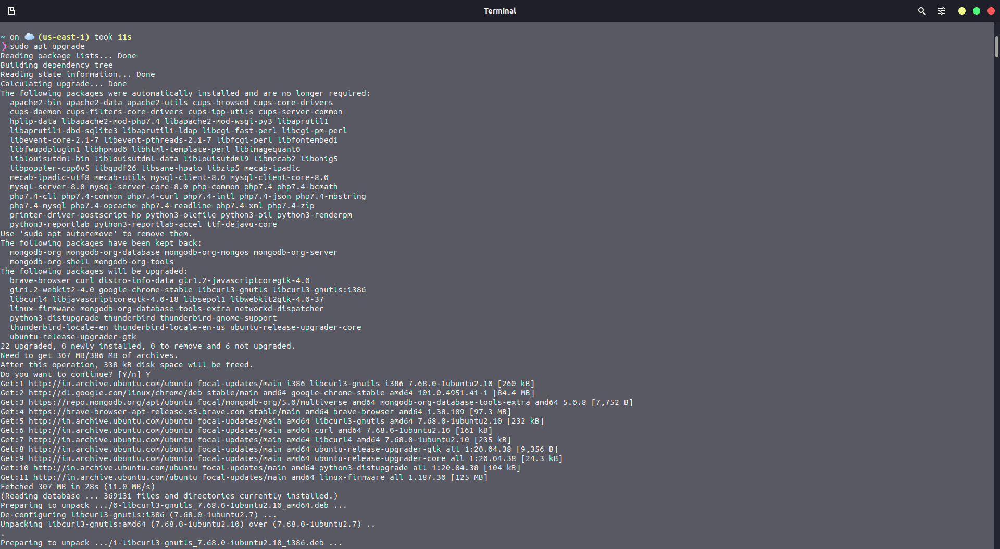 Terminal
~ on ☁️ (us-east-1) took 11s
❯ sudo apt upgrade
Reading package lists... Done
Building dependency tree
Reading state information... Done
Calculating upgrade... Done
The following packages were automatically installed and are no longer required:
  apache2-bin apache2-data apache2-utils cups-browsed cups-core-drivers
  cups-daemon cups-filters-core-drivers cups-ipp-utils cups-server-common
  hplip-data libapache2-mod-php7.4 libapache2-mod-wsgi-py3 libaprutil1
  libaprutil1-dbd-sqlite3 libaprutil1-ldap libcgi-fast-perl libcgi-pm-perl
  libevent-core-2.1-7 libevent-pthreads-2.1-7 libfcgi-perl libfontembed1
  libfwupdplugin1 libhpmud0 libhtml-template-perl libimagequant0
  liblouisutdml-bin liblouisutdml-data liblouisutdml9 libmecab2 libonig5
  libpoppler-cpp0v5 libqpdf26 libsane-hpaio libzip5 mecab-ipadic
  mecab-ipadic-utf8 mecab-utils mysql-client-8.0 mysql-client-core-8.0
  mysql-server-8.0 mysql-server-core-8.0 php-common php7.4 php7.4-bcmath
  php7.4-cli php7.4-common php7.4-curl php7.4-intl php7.4-json php7.4-mbstring
  php7.4-mysql php7.4-opcache php7.4-readline php7.4-xml php7.4-zip
  printer-driver-postscript-hp python3-olefile python3-pil python3-renderpm
  python3-reportlab python3-reportlab-accel ttf-dejavu-core
Use 'sudo apt autoremove' to remove them.
The following packages have been kept back:
  mongodb-org mongodb-org-database mongodb-org-mongos mongodb-org-server
  mongodb-org-shell mongodb-org-tools
The following packages will be upgraded:
  brave-browser curl distro-info-data gir1.2-javascriptcoregtk-4.0
  gir1.2-webkit2-4.0 google-chrome-stable libcurl3-gnutls libcurl3-gnutls:i386
  libcurl4 libjavascriptcoregtk-4.0-18 libsepol1 libwebkit2gtk-4.0-37
  linux-firmware mongodb-org-database-tools-extra networkd-dispatcher
  python3-distupgrade thunderbird thunderbird-gnome-support
  thunderbird-locale-en thunderbird-locale-en-us ubuntu-release-upgrader-core
  ubuntu-release-upgrader-gtk
22 upgraded, 0 newly installed, 0 to remove and 6 not upgraded.
Need to get 307 MB/386 MB of archives.
After this operation, 338 kB disk space will be freed.
Do you want to continue? [Y/n] Y
Get:1 http://in.archive.ubuntu.com/ubuntu focal-updates/main i386 libcurl3-gnutls i386 7.68.0-1ubuntu2.10 [260 kB]
Get:2 http://dl.google.com/linux/chrome/deb stable/main amd64 google-chrome-stable amd64 101.0.4951.41-1 [84.4 MB]
Get:3 https://repo.mongodb.org/apt/ubuntu focal/mongodb-org/5.0/multiverse amd64 mongodb-org-database-tools-extra amd64 5.0.8 [7,752 B]
Get:4 https://brave-browser-apt-release.s3.brave.com stable/main amd64 brave-browser amd64 1.38.109 [97.3 MB]
Get:5 http://in.archive.ubuntu.com/ubuntu focal-updates/main amd64 libcurl3-gnutls amd64 7.68.0-1ubuntu2.10 [232 kB]
Get:6 http://in.archive.ubuntu.com/ubuntu focal-updates/main amd64 curl amd64 7.68.0-1ubuntu2.10 [161 kB]
Get:7 http://in.archive.ubuntu.com/ubuntu focal-updates/main amd64 libcurl4 amd64 7.68.0-1ubuntu2.10 [235 kB]
Get:8 http://in.archive.ubuntu.com/ubuntu focal-updates/main amd64 ubuntu-release-upgrader-gtk all 1:20.04.38 [9,356 B]
Get:9 http://in.archive.ubuntu.com/ubuntu focal-updates/main amd64 ubuntu-release-upgrader-core all 1:20.04.38 [24.3 kB]
Get:10 http://in.archive.ubuntu.com/ubuntu focal-updates/main amd64 python3-distupgrade all 1:20.04.38 [104 kB]
Get:11 http://in.archive.ubuntu.com/ubuntu focal-updates/main amd64 linux-firmware all 1.187.30 [125 MB]
Fetched 307 MB in 28s (11.0 MB/s)
(Reading database ... 369131 files and directories currently installed.)
Preparing to unpack .../0-libcurl3-gnutls_7.68.0-1ubuntu2.10_amd64.deb ...
De-configuring libcurl3-gnutls:i386 (7.68.0-1ubuntu2.7) ...
Unpacking libcurl3-gnutls:amd64 (7.68.0-1ubuntu2.10) over (7.68.0-1ubuntu2.7) ..
.
Preparing to unpack .../1-libcurl3-gnutls_7.68.0-1ubuntu2.10_i386.deb ...